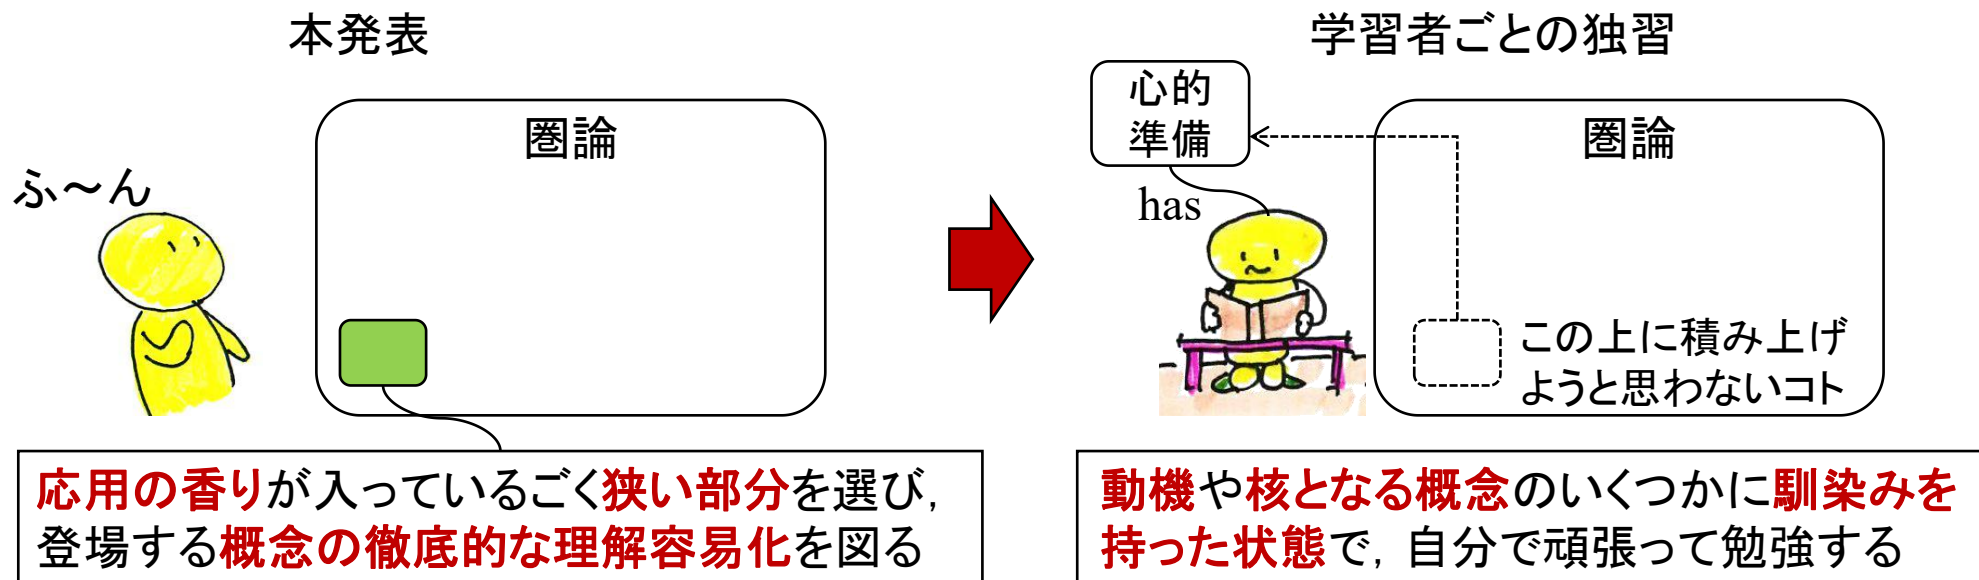 本発表
圏論
ふ～ん
応用の香りが入っているごく狭い部分を選び，
登場する概念の徹底的な理解容易化を図る
学習者ごとの独習
心的
準備
has
圏論
この上に積み上げ
ようと思わないコト
動機や核となる概念のいくつかに馴染みを
持った状態で，自分で頑張って勉強する